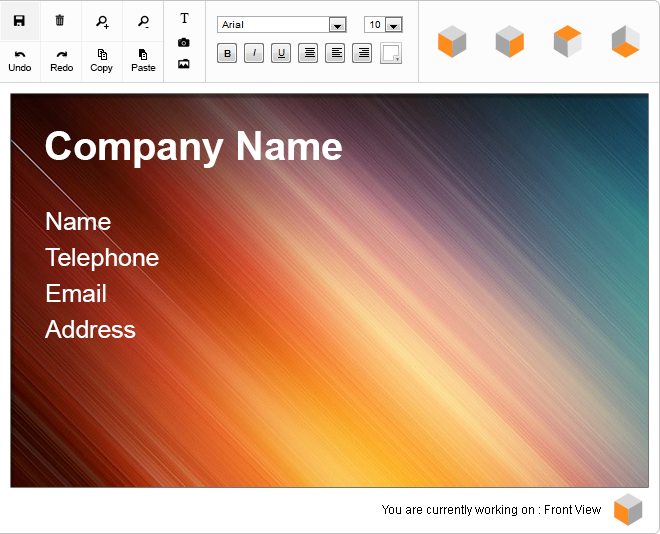 T
Arial
10
B I U
Undo Redo Copy Paste
Company Name
Name
Telephone
Email
Address
You are currently working on : Front View